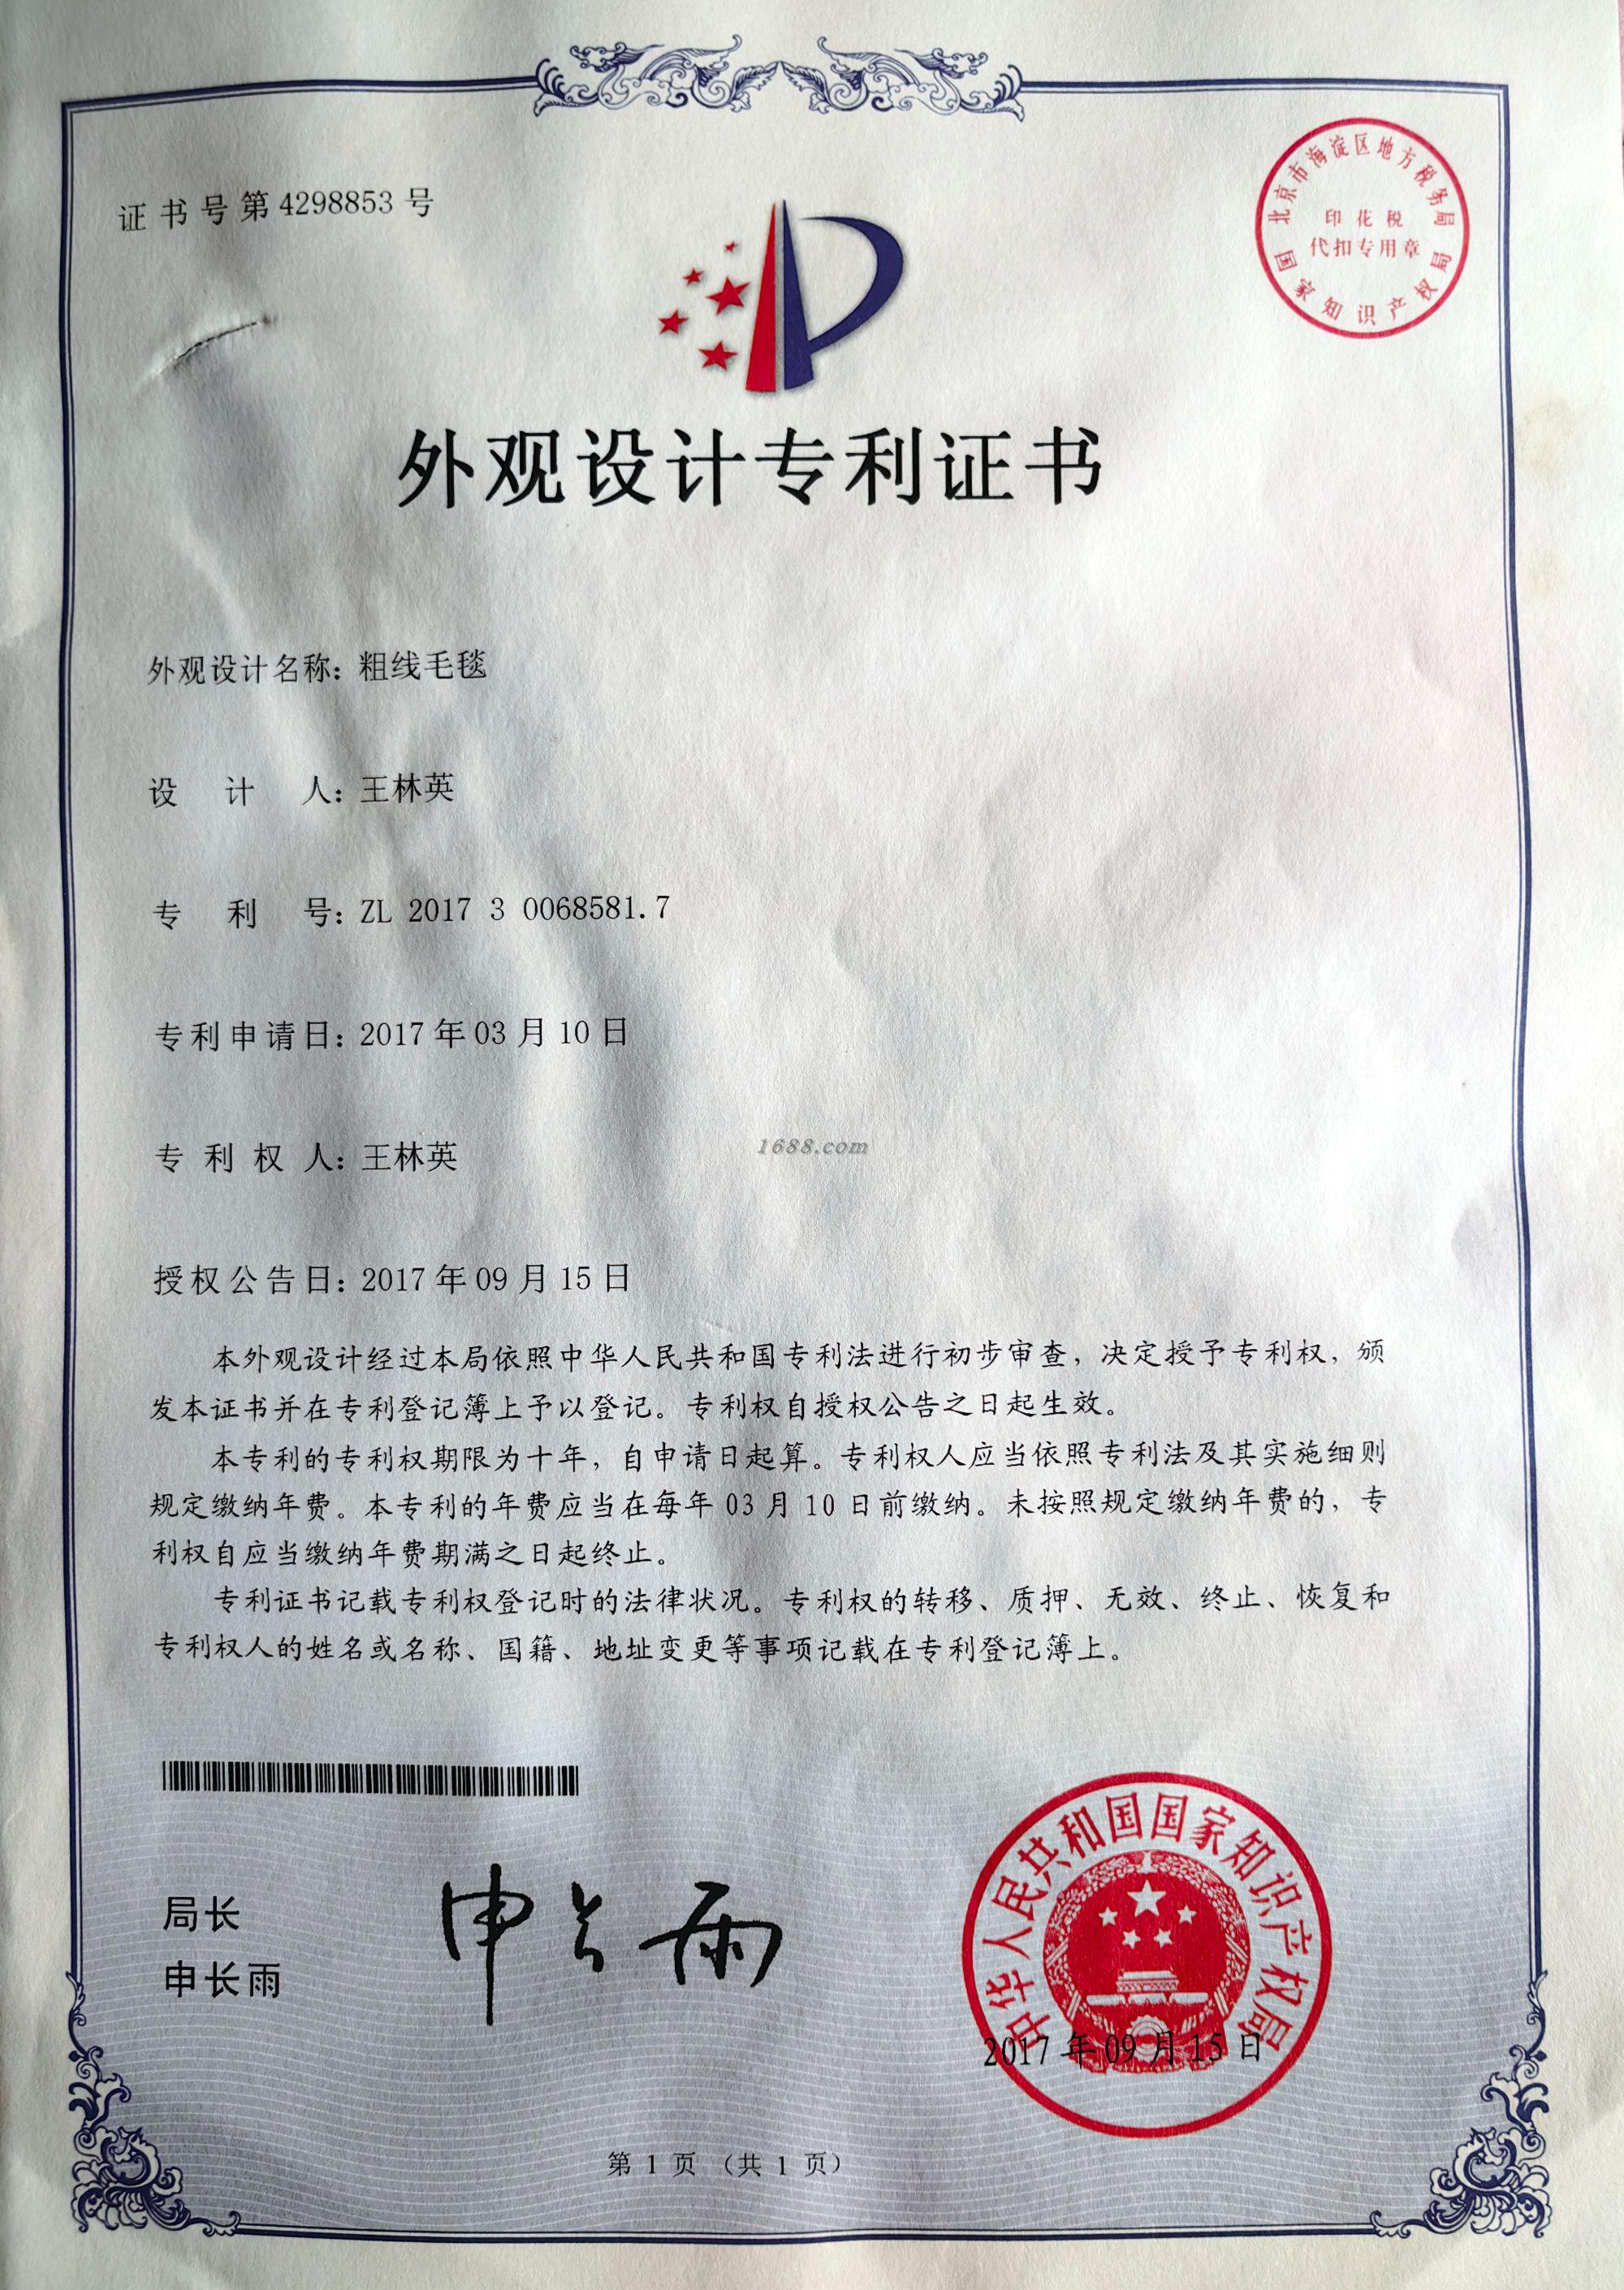 证书号第4298853号
北京市海淀区地方税务局
印花税
代扣专用章
国家知识产权局
外观设计专利证书
外观设计名称：粗线毛毯
设计人：王林英
专利号：ZL 2017 3 0068581.7
专利申请日：2017年03月10日
专利权人：王林英
1688.com
授权公告日：2017年09月15日
本外观设计经过本局依照中华人民共和国专利法进行初步审查，决定授予专利权，颁
发本证书并在专利登记簿上予以登记。专利权自授权公告之日起生效。
本专利的专利权期限为十年，自申请日起算。专利权人应当依照专利法及其实施细则
规定缴纳年费。本专利的年费应当在每年03月10日前缴纳。未按照规定缴纳年费的，专
利权自应当缴纳年费期满之日起终止。
专利证书记载专利权登记时的法律状况。专利权的转移、质押、无效、终止、恢复和
专利权人的姓名或名称、国籍、地址变更等事项记载在专利登记簿上。
局长
申长雨
申长雨
中华人民共和国国家知识产权局
2017年09月15日
第1页（共1页）